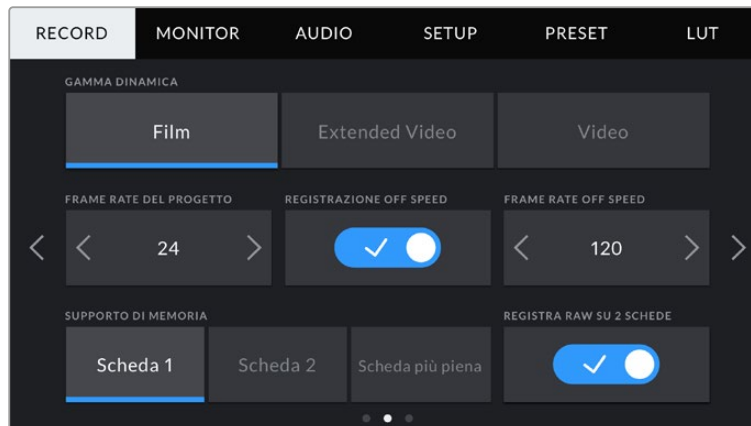 RECORD MONITOR AUDIO SETUP PRESET LUT
GAMMA DINAMICA
Film Extended Video Video
FRAME RATE DEL PROGETTO REGISTRAZIONE OFF SPEED FRAME RATE OFF SPEED
24 120
SUPPORTO DI MEMORIA REGISTRA RAW SU 2 SCHEDE
Scheda 1 Scheda 2 Scheda più piena